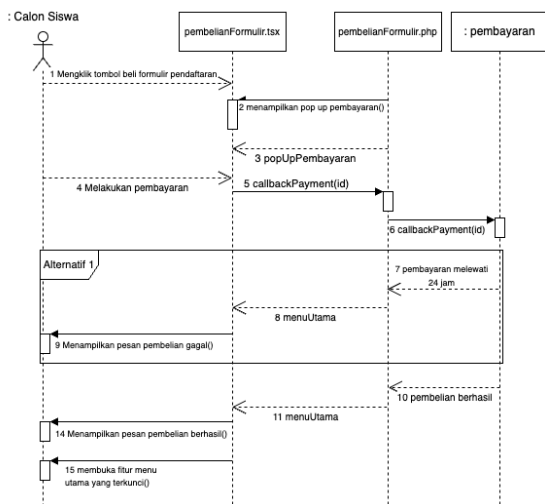 : Calon Siswa
pembelianFormulir.tsx
pembelianFormulir.php
: pembayaran
1 Mengklik tombol beli formulir pendaftaran
2 menampilkan pop up pembayaran()
3 popUpPembayaran
4 Melakukan pembayaran
5 callbackPayment(id)
6 callbackPayment(id)
Alternatif 1
7 pembayaran melewati
24 jam
8 menuUtama
9 Menampilkan pesan pembelian gagal()
10 pembelian berhasil
11 menuUtama
14 Menampilkan pesan pembelian berhasil()
15 membuka fitur menu
utama yang terkunci()